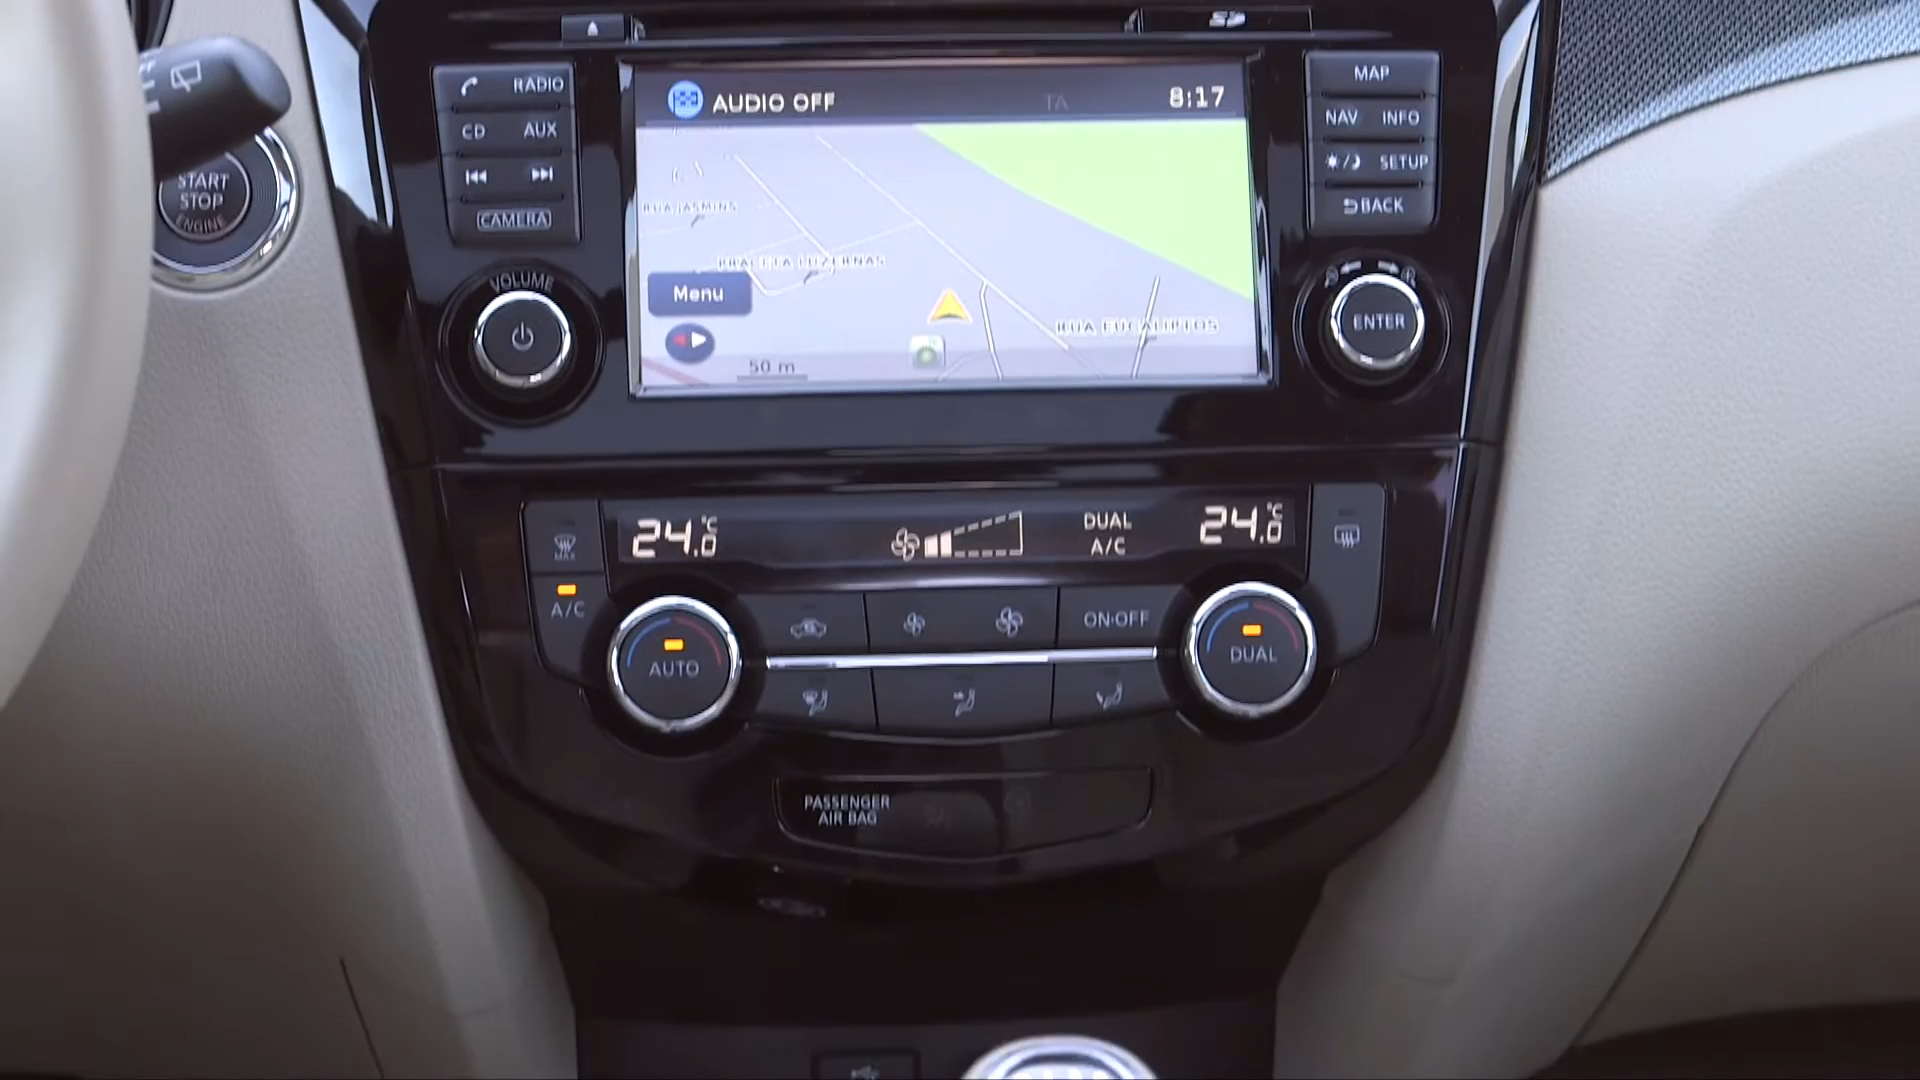 RADIO
CD AUX
CAMERA
VOLUME
START
STOP
ENGINE
AUDIO OFF TA 8:17
RUA JASMINS
PRACETA LUZERNAS
Menu
RUA EUCALIPTOS
50 m
MAP
NAV INFO
SETUP
BACK
ENTER
24.0°C DUAL 24.0°C
A/C
MAX
A/C
AUTO
ON·OFF
DUAL
PASSENGER
AIR BAG